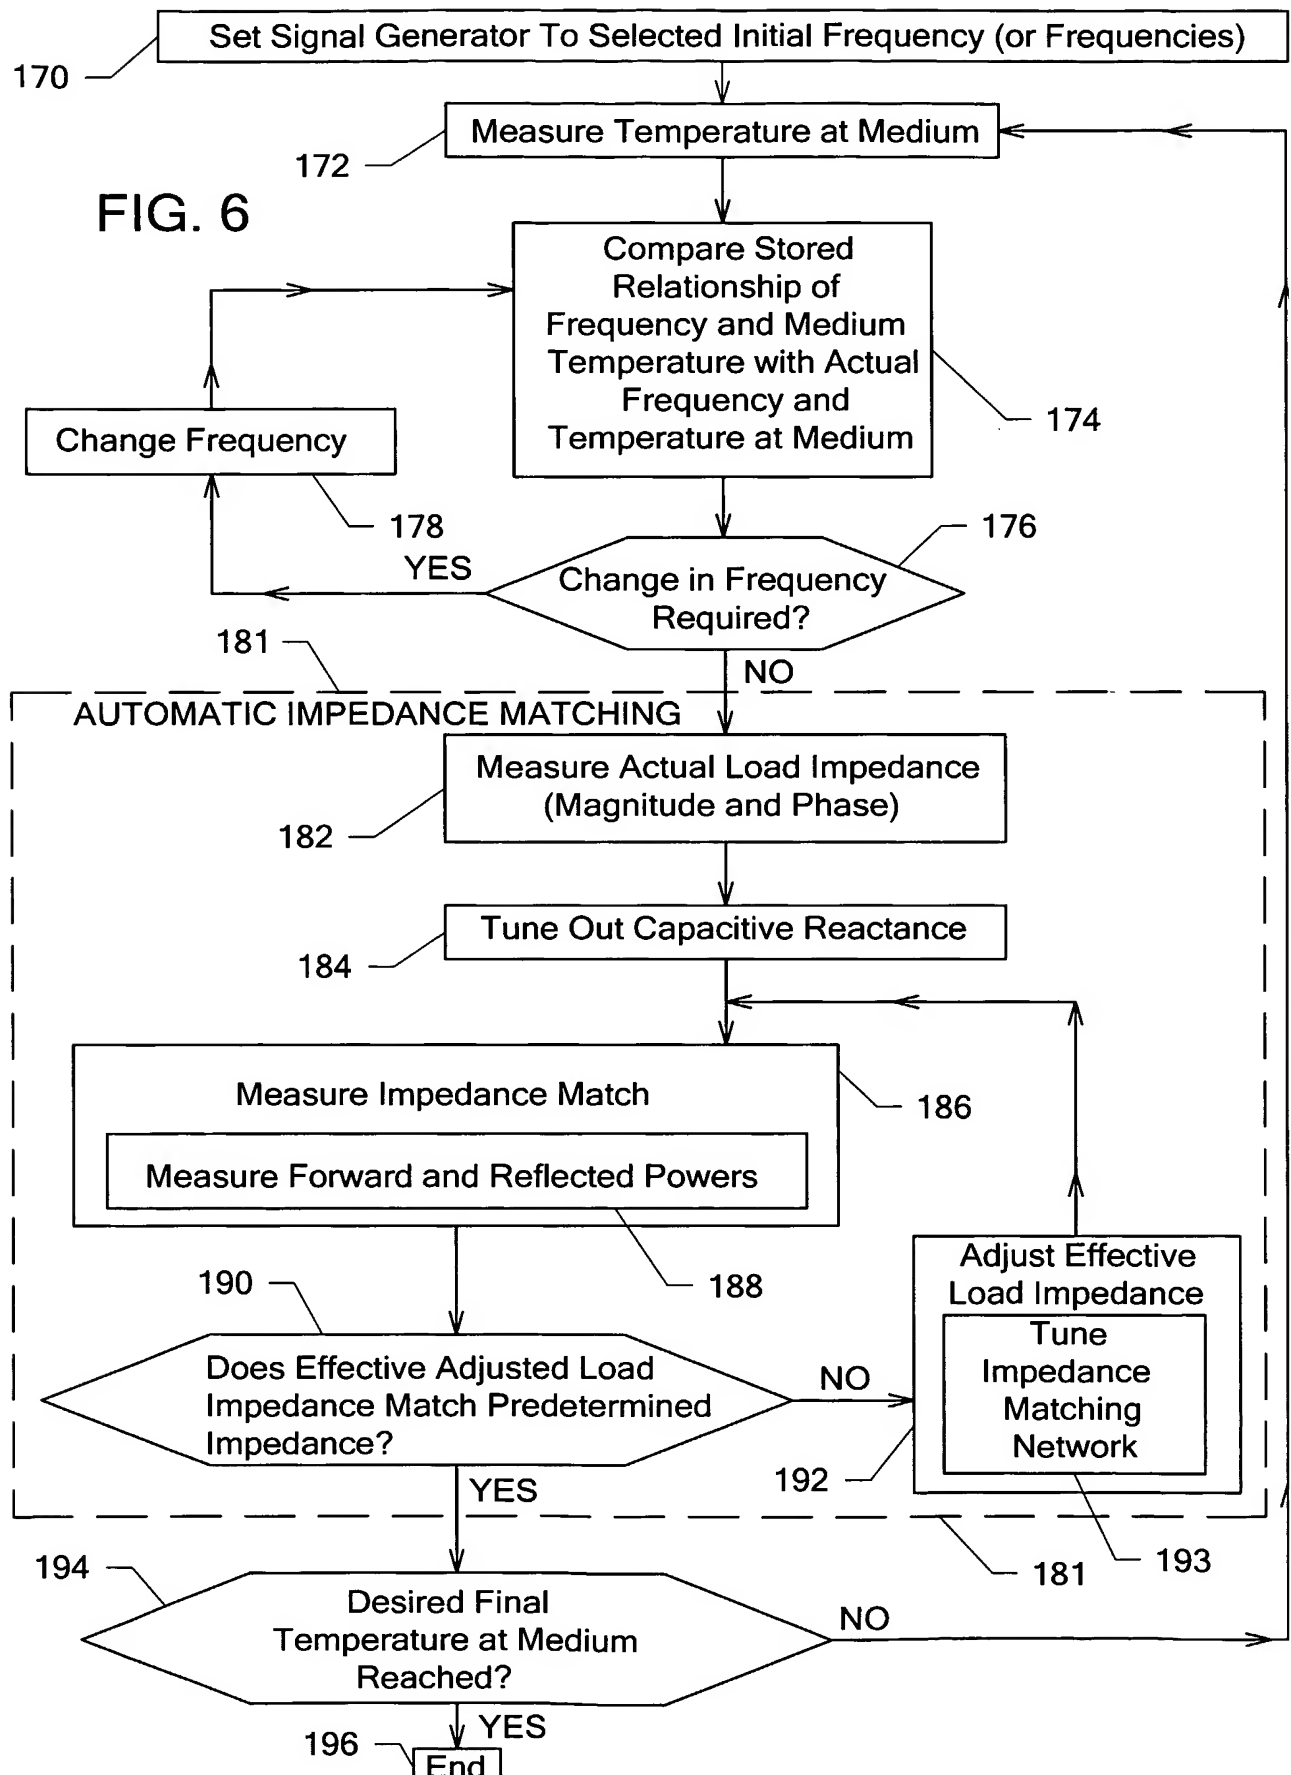 Set Signal Generator To Selected Initial Frequency (or Frequencies)
170
Measure Temperature at Medium
172
FIG. 6
Compare Stored
Relationship of
Frequency and Medium
Temperature with Actual
Frequency and
Temperature at Medium
174
Change Frequency
178
176
YES
Change in Frequency
Required?
181
NO
AUTOMATIC IMPEDANCE MATCHING
Measure Actual Load Impedance
(Magnitude and Phase)
182
Tune Out Capacitive Reactance
184
Measure Impedance Match
186
Measure Forward and Reflected Powers
188
190
Adjust Effective
Load Impedance
Tune
Impedance
Matching
Network
Does Effective Adjusted Load
Impedance Match Predetermined
Impedance?
NO
192
YES
193
181
194
Desired Final
Temperature at Medium
Reached?
NO
YES
196
End